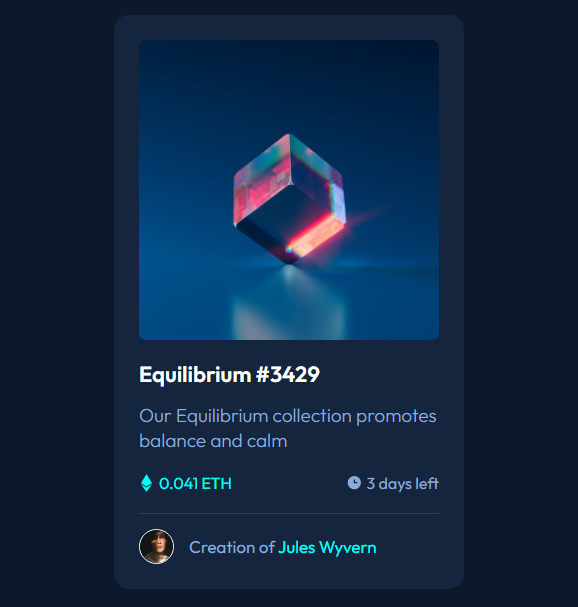 Equilibrium #3429
Our Equilibrium collection promotes
balance and calm
0.041 ETH
3 days left
Creation of Jules Wyvern